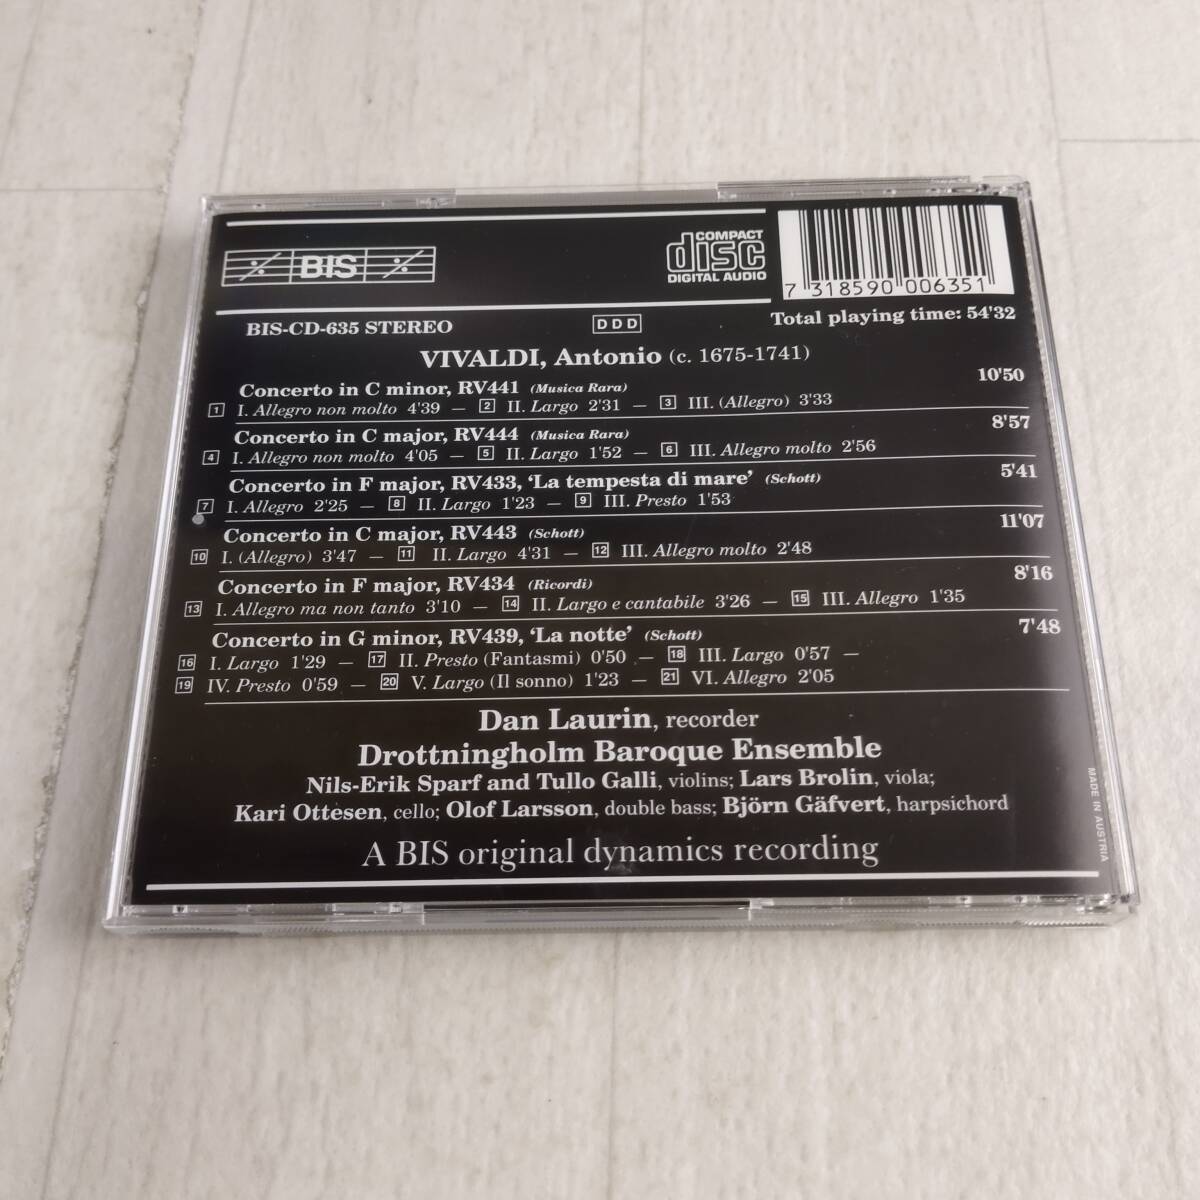 BIS
COMPACT
disc
DIGITAL AUDIO
7 318590 006351
BIS-CD-635 STEREO
DDD
Total playing time: 54'32
VIVALDI, Antonio (c. 1675-1741)
Concerto in C minor, RV441 (Musica Rara) 10'50
1 I. Allegro non molto 4'39 – 2 II. Largo 2'31 – 3 III. (Allegro) 3'33
Concerto in C major, RV444 (Musica Rara) 8'57
4 I. Allegro non molto 4'05 – 5 II. Largo 1'52 – 6 III. Allegro molto 2'56
Concerto in F major, RV433, ‘La tempesta di mare’ (Schott) 5'41
7 I. Allegro 2'25 – 8 II. Largo 1'23 – 9 III. Presto 1'53
Concerto in C major, RV443 (Schott) 11'07
10 I. (Allegro) 3'47 – 11 II. Largo 4'31 – 12 III. Allegro molto 2'48
Concerto in F major, RV434 (Ricordi) 8'16
13 I. Allegro ma non tanto 3'10 – 14 II. Largo e cantabile 3'26 – 15 III. Allegro 1'35
Concerto in G minor, RV439, ‘La notte’ (Schott) 7'48
16 I. Largo 1'29 – 17 II. Presto (Fantasmi) 0'50 – 18 III. Largo 0'57 –
19 IV. Presto 0'59 – 20 V. Largo (Il sonno) 1'23 – 21 VI. Allegro 2'05
Dan Laurin, recorder
Drottningholm Baroque Ensemble
Nils-Erik Sparf and Tullo Galli, violins; Lars Brolin, viola;
Kari Ottesen, cello; Olof Larsson, double bass; Björn Gäfvert, harpsichord
A BIS original dynamics recording
MADE IN AUSTRIA